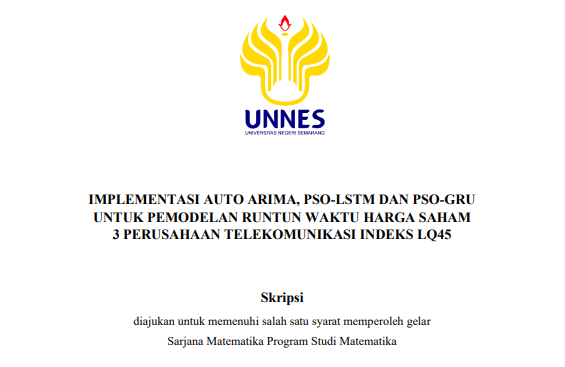 UNNES
UNIVERSITAS NEGERI SEMARANG
IMPLEMENTASI AUTO ARIMA, PSO-LSTM DAN PSO-GRU
UNTUK PEMODELAN RUNTUN WAKTU HARGA SAHAM
3 PERUSAHAAN TELEKOMUNIKASI INDEKS LQ45
Skripsi
diajukan untuk memenuhi salah satu syarat memperoleh gelar
Sarjana Matematika Program Studi Matematika